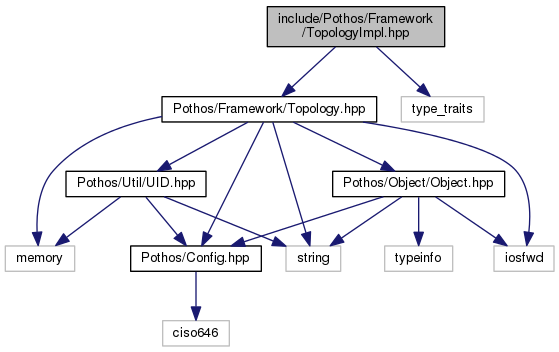 include/Pothos/Framework
/TopologyImpl.hpp
Pothos/Framework/Topology.hpp
type_traits
Pothos/Util/UID.hpp
Pothos/Object/Object.hpp
memory
Pothos/Config.hpp
string
typeinfo
iosfwd
ciso646